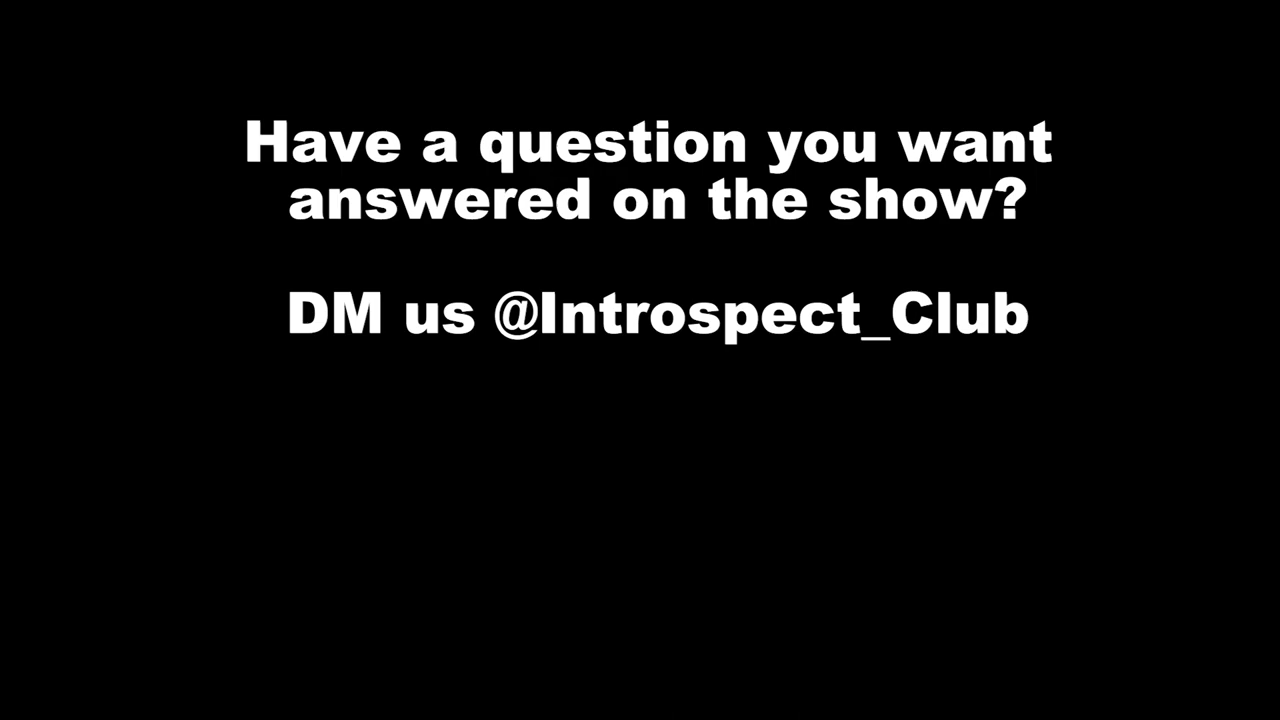 Have a question you want
answered on the show?
DM us @Introspect_Club